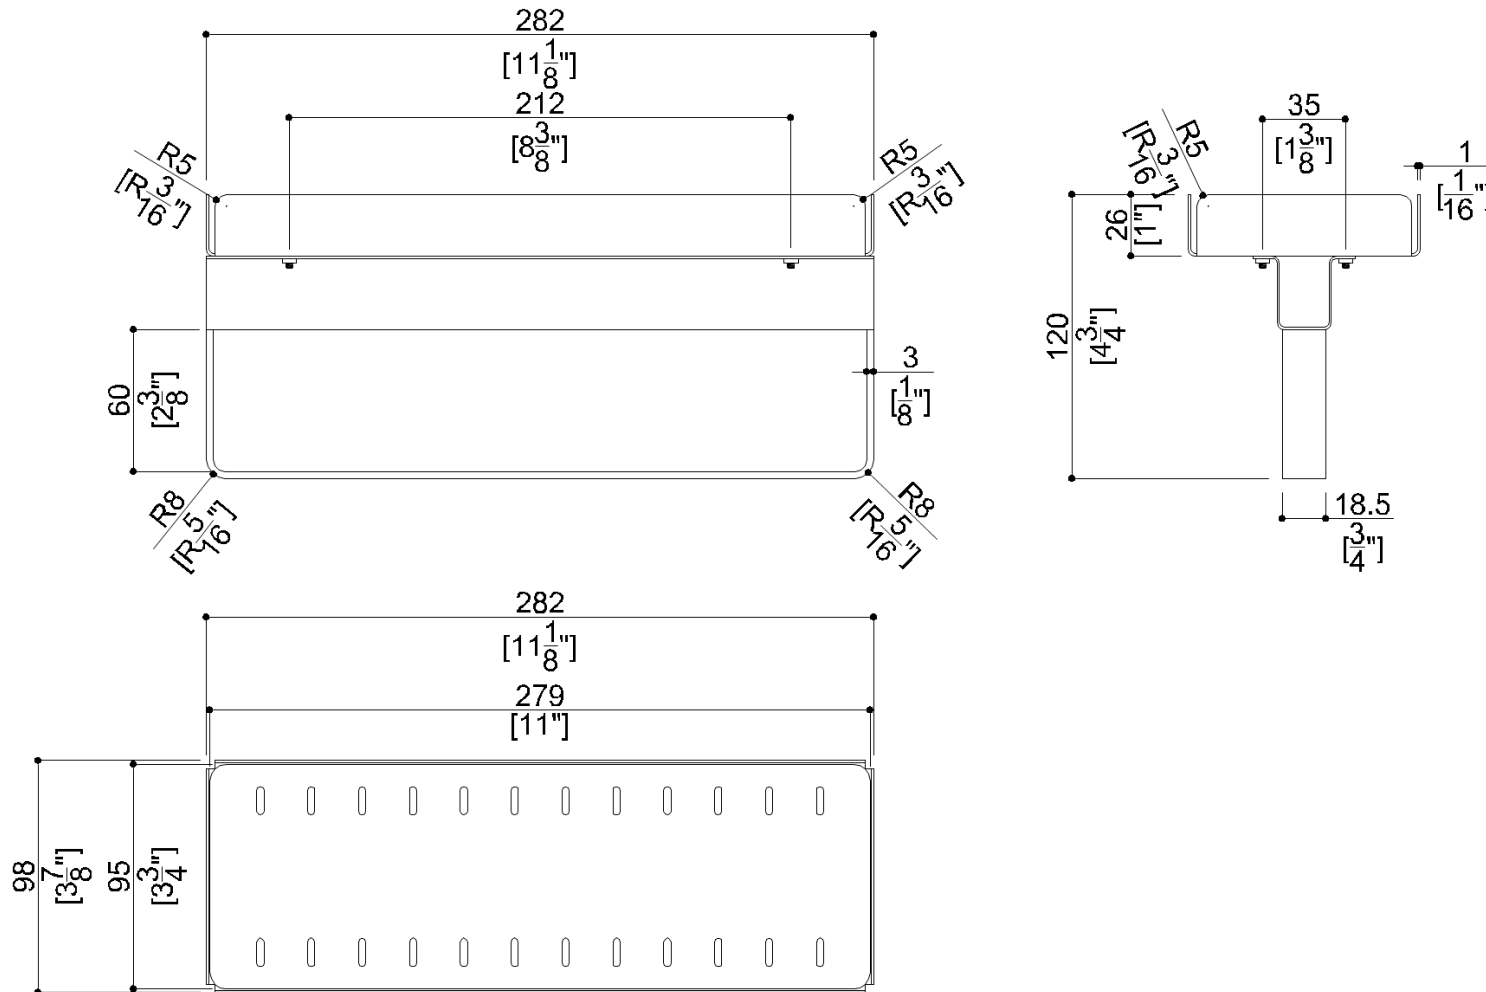 282
[11 1/8"]
212
[8 3/8"]
R5
[R 3/16"]
R5
[R 3/16"]
60
[2 3/8"]
3
[1/8"]
R8
[R 5/16"]
R8
[R 5/16"]
R5
[R 3/16"]
35
[1 3/8"]
1
[1/16"]
26
[1"]
120
[4 3/4"]
18.5
[3/4"]
282
[11 1/8"]
279
[11"]
98
[3 7/8"]
95
[3 3/4"]